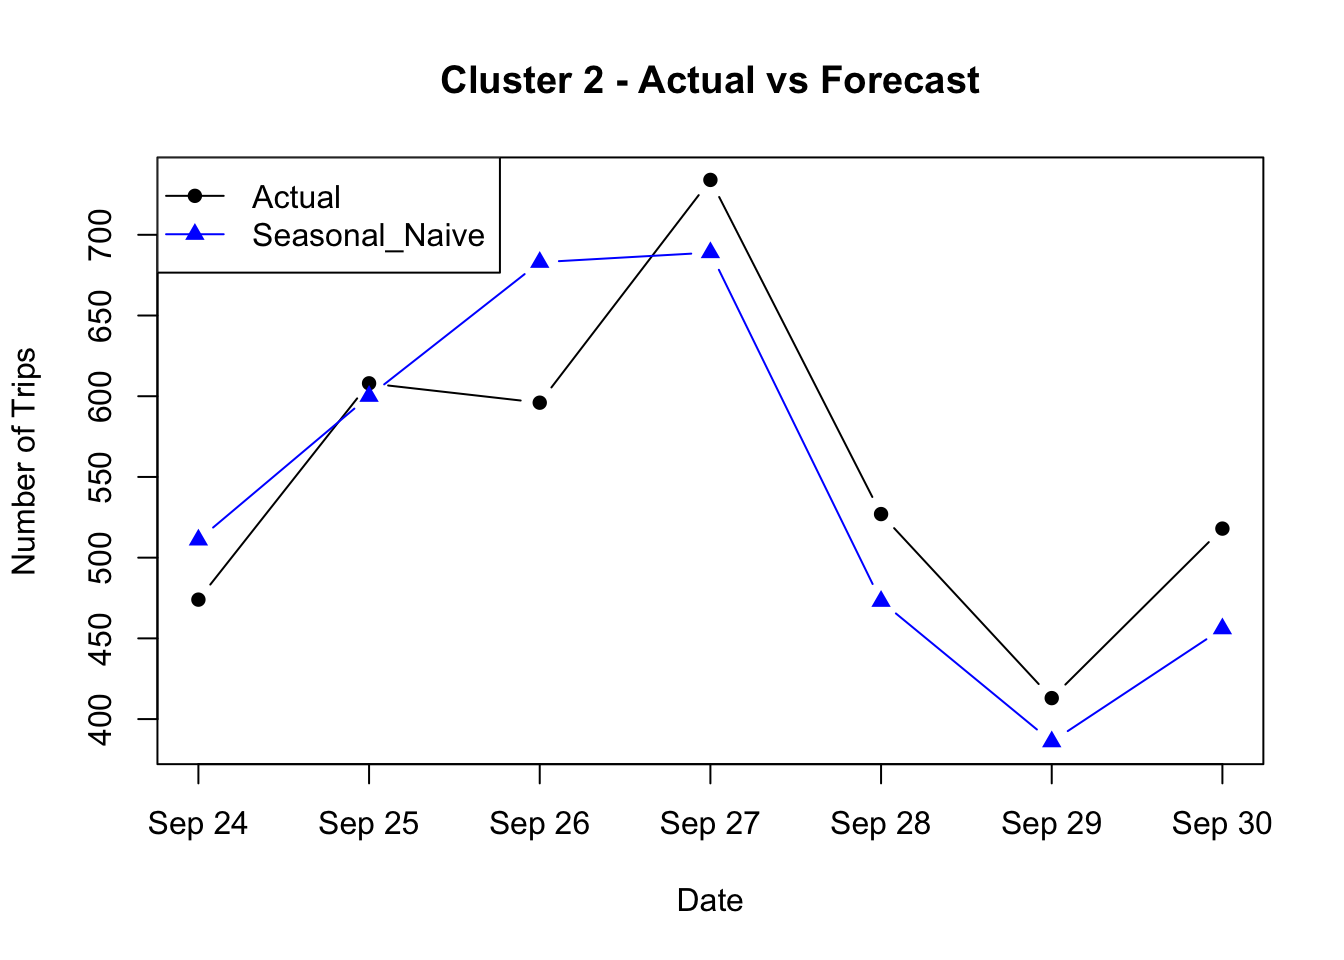 Cluster 2 - Actual vs Forecast
Actual
Seasonal_Naive
Number of Trips
700
650
600
550
500
450
400
Sep 24 Sep 25 Sep 26 Sep 27 Sep 28 Sep 29 Sep 30
Date